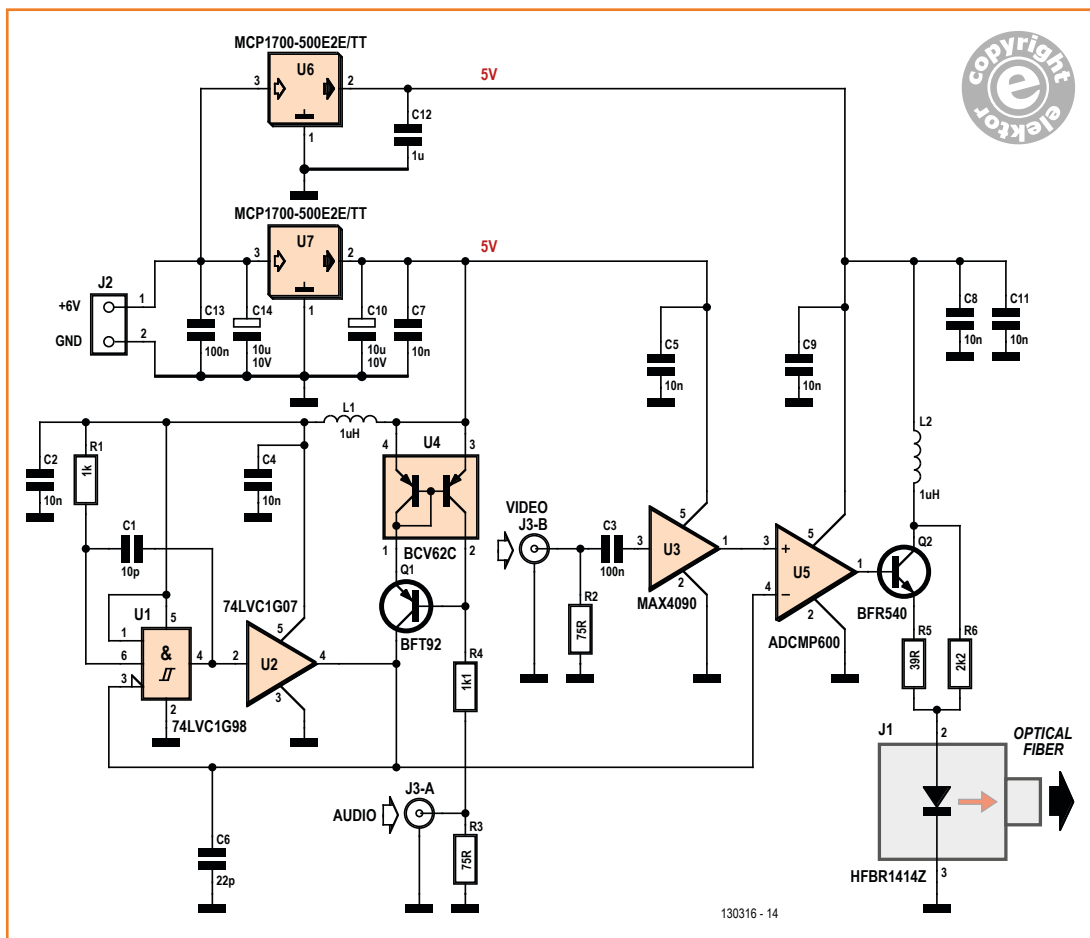 MCP1700-500E2E/TT
U6
3
2
1
5V
C12
1u
copyright
e
elektor
MCP1700-500E2E/TT
U7
3
2
1
5V
J2
+6V
1
GND
2
C13
100n
C14
10u
10V
C10
10u
10V
C7
10n
C5
10n
C9
10n
C8
10n
C11
10n
L1
1uH
L2
1uH
C2
10n
R1
1k
C4
10n
U4
4
3
BCV62C
1
2
C1
10p
Q1
BFT92
U1
&
1
5
6
4
3
2
74LVC1G98
74LVC1G07
U2
2
5
4
3
R4
1k1
VIDEO
J3-B
C3
100n
R2
75R
3
U3
5
1
2
MAX4090
3
+
4
–
U5
5
1
2
ADCMP600
Q2
BFR540
R5
39R
R6
2k2
J1
2
OPTICAL
FIBER
3
HFBR1414Z
AUDIO
J3-A
R3
75R
C6
22p
130316 - 14